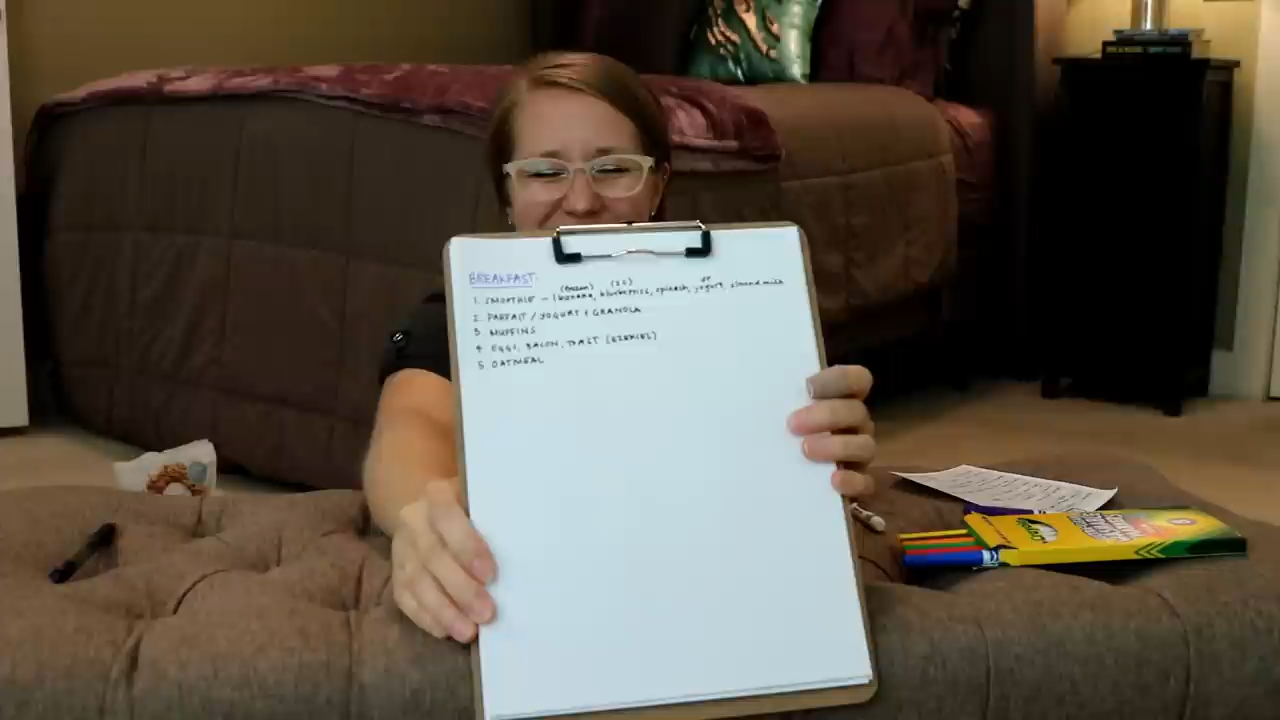 BREAKFAST:
(frozen) (2c) or
1. SMOOTHIE - (banana, blueberries, spinach, yogurt, almond milk
2. PARFAIT / YOGURT & GRANOLA
3. MUFFINS
4. EGGS, BACON, TOAST (EZEKIEL)
5. OATMEAL
Crayola